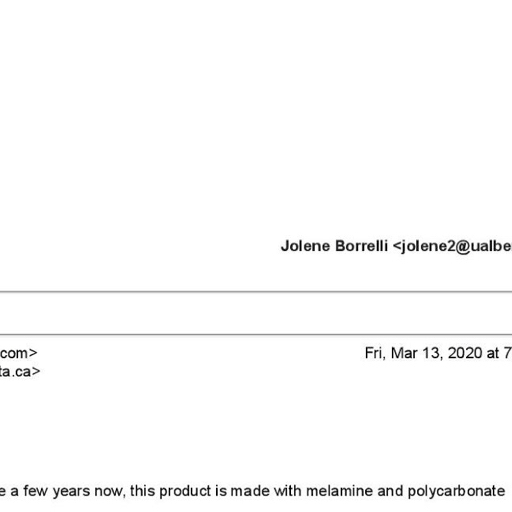 Jolene Borrelli <jolene2@ualbe
com>
Fri, Mar 13, 2020 at 7
ta.ca>
e a few years now, this product is made with melamine and polycarbonate